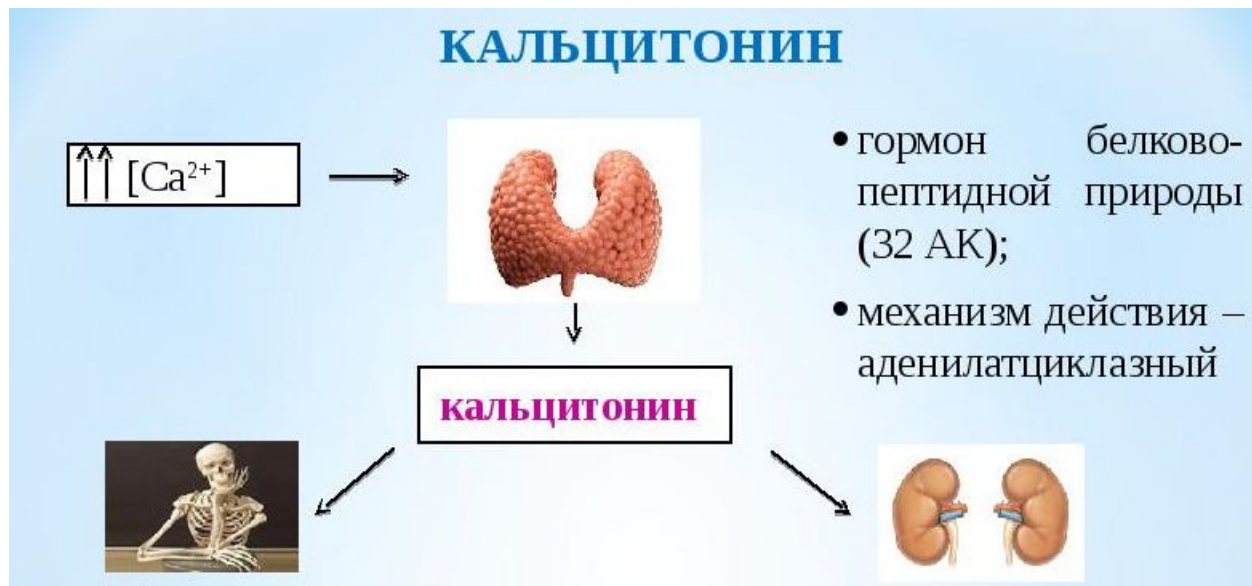 КАЛЬЦИТОНИН
↑↑ [Ca²⁺]
• гормон белково-
пептидной природы
(32 АК);
• механизм действия –
аденилатциклазный
кальцитонин